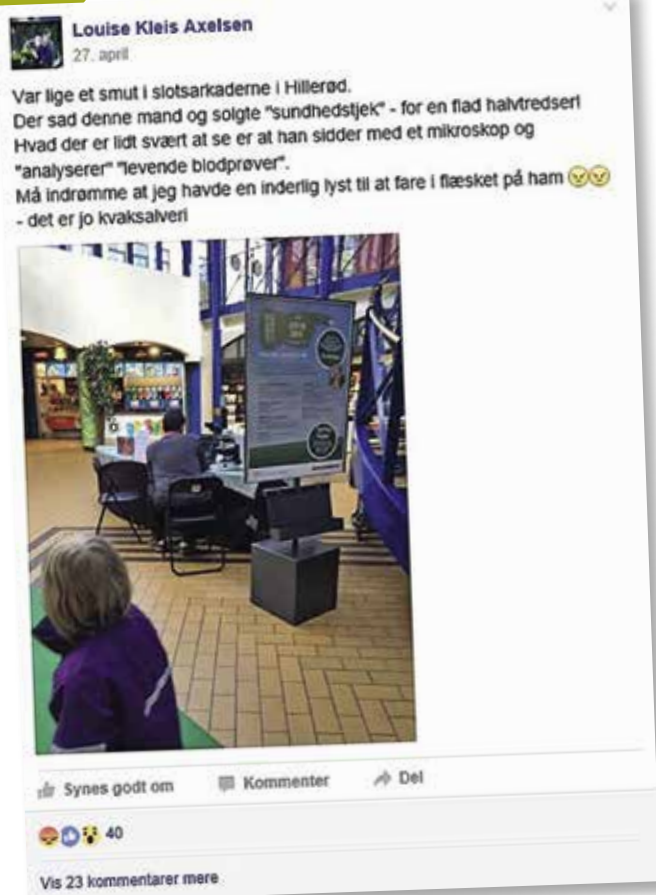 Louise Kleis Axelsen
27. april
Var lige et smut i slotsarkaderne i Hillerød.
Der sad denne mand og solgte "sundhedstjek" - for en flad halvtredser!
Hvad der er lidt svært at se er at han sidder med et mikroskop og
"analyserer" "levende blodprøver".
Må indrømme at jeg havde en inderlig lyst til at fare i flæsket på ham 😠😠
- det er jo kvaksalveri
Synes godt om Kommenter Del
40
Vis 23 kommentarer mere